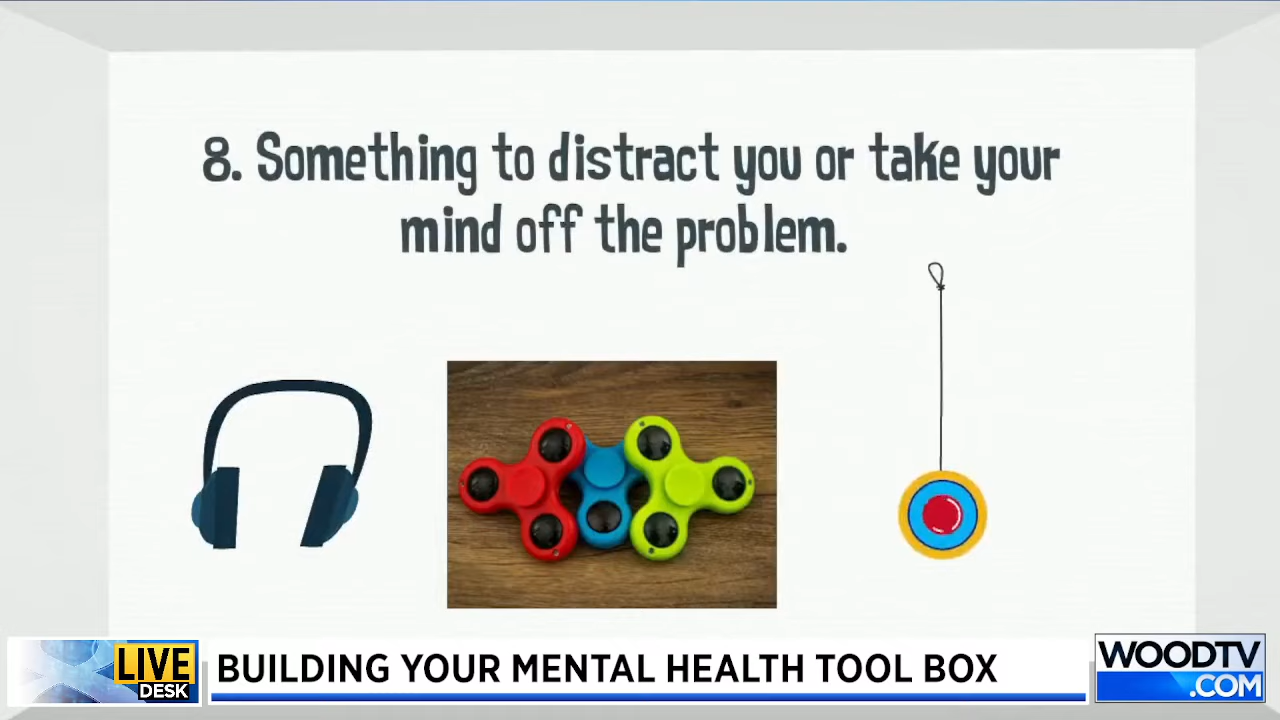 8. Something to distract you or take your
mind off the problem.
LIVE
DESK
BUILDING YOUR MENTAL HEALTH TOOL BOX
WOODTV
.COM